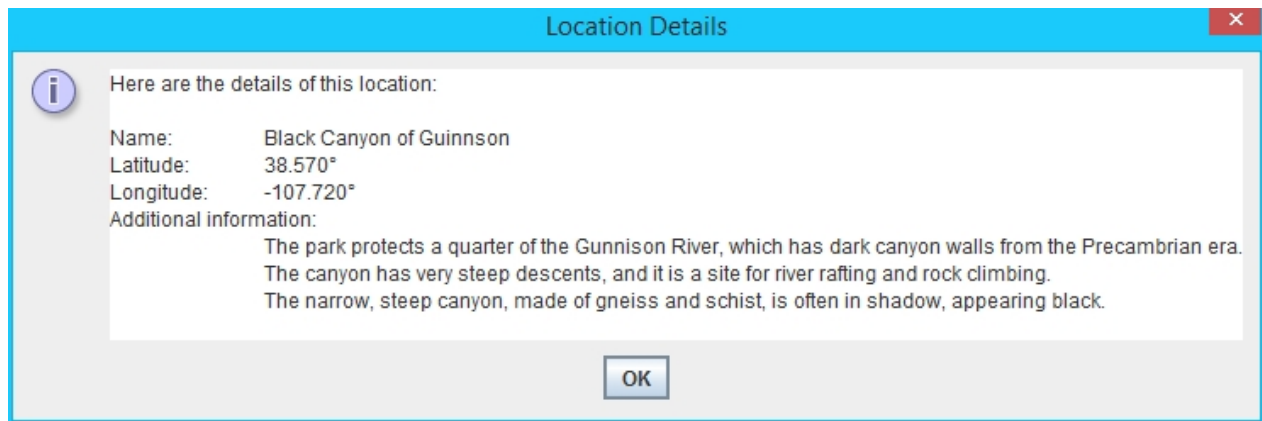 Location Details
Here are the details of this location:
Name: Black Canyon of Guinnson
Latitude: 38.570°
Longitude: -107.720°
Additional information:
The park protects a quarter of the Gunnison River, which has dark canyon walls from the Precambrian era.
The canyon has very steep descents, and it is a site for river rafting and rock climbing.
The narrow, steep canyon, made of gneiss and schist, is often in shadow, appearing black.
OK